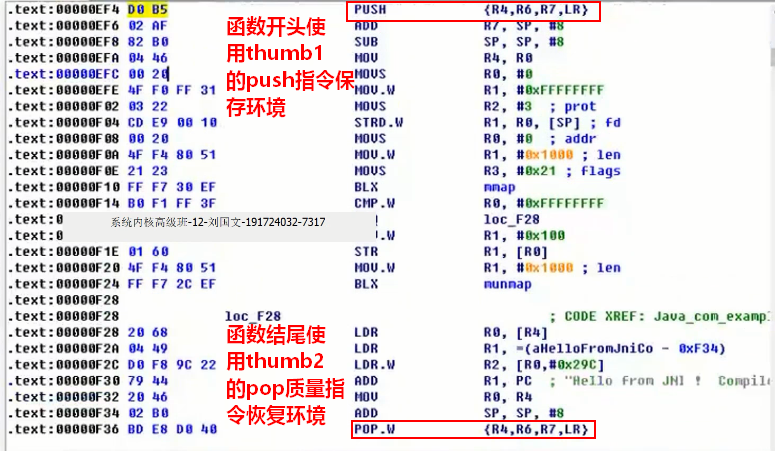 .text:00000EF4 D0 B5 PUSH {R4,R6,R7,LR}
.text:00000EF6 02 AF ADD R7, SP, #8
.text:00000EF8 82 B0 SUB SP, SP, #8
.text:00000EFA 04 46 MOV R4, R0
.text:00000EFC 00 20 MOVS R0, #0
.text:00000EFE 4F F0 FF 31 MOV.W R1, #0xFFFFFFFF
.text:00000F02 03 22 MOVS R2, #3 ; prot
.text:00000F04 CD E9 00 10 STRD.W R1, R0, [SP] ; fd
.text:00000F08 00 20 MOVS R0, #0 ; addr
.text:00000F0A 4F F4 80 51 MOV.W R1, #0x1000 ; len
.text:00000F0E 21 23 MOVS R3, #0x21 ; flags
.text:00000F10 FF F7 30 EF BLX mmap
.text:00000F14 B0 F1 FF 3F CMP.W R0, #0xFFFFFFFF
.text:0 loc_F28
.text:0 .W R1, #0x100
.text:00000F1E 01 60 STR R1, [R0]
.text:00000F20 4F F4 80 51 MOV.W R1, #0x1000 ; len
.text:00000F24 FF F7 2C EF BLX munmap
.text:00000F28
.text:00000F28 loc_F28 ; CODE XREF: Java_com_examp
.text:00000F28 20 68 LDR R0, [R4]
.text:00000F2A 04 49 LDR R1, =(aHelloFromJniCo - 0xF34)
.text:00000F2C D0 F8 9C 22 LDR.W R2, [R0,#0x29C]
.text:00000F30 79 44 ADD R1, PC ; "Hello from JNI ! Compile
.text:00000F32 20 46 MOV R0, R4
.text:00000F34 02 B0 ADD SP, SP, #8
.text:00000F36 BD E8 D0 40 POP.W {R4,R6,R7,LR}
函数开头使
用thumb1
的push指令保
存环境
系统内核高级班-12-刘国文-191724032-7317
函数结尾使
用thumb2
的pop质量指
令恢复环境